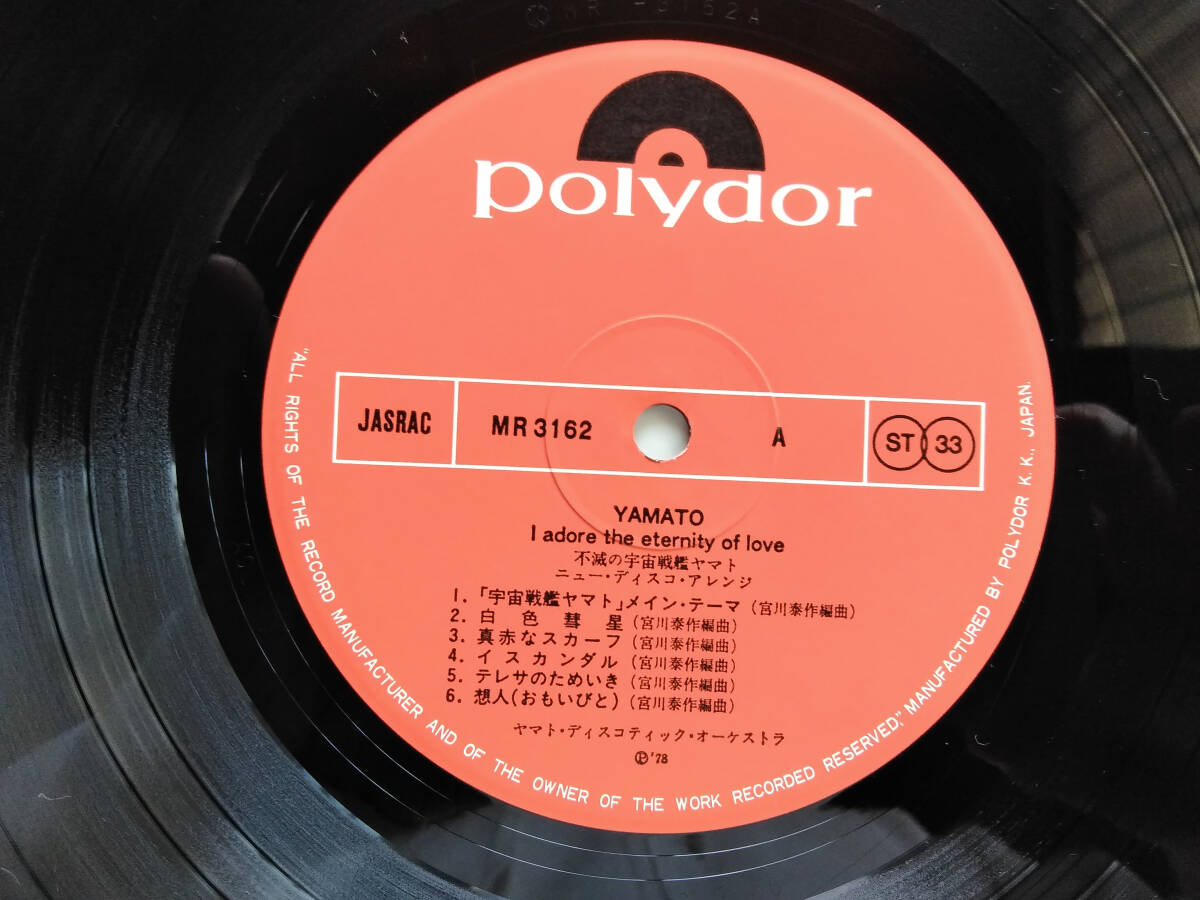 MR-3162A
polydor
JASRAC
MR 3162
A
ST 33
YAMATO
I adore the eternity of love
不滅の宇宙戦艦ヤマト
ニュー・ディスコ・アレンジ
1. 「宇宙戦艦ヤマト」メイン・テーマ (宮川泰作編曲)
2. 白色彗星 (宮川泰作編曲)
3. 真赤なスカーフ (宮川泰作編曲)
4. イスカンダル (宮川泰作編曲)
5. テレサのためいき (宮川泰作編曲)
6. 想人(おもいびと) (宮川泰作編曲)
ヤマト・ディスコティック・オーケストラ
Ⓟ'78
"ALL RIGHTS OF THE RECORD MANUFACTURER AND OF THE OWNER OF THE WORK RECORDED RESERVED," MANUFACTURED BY POLYDOR K.K., JAPAN.